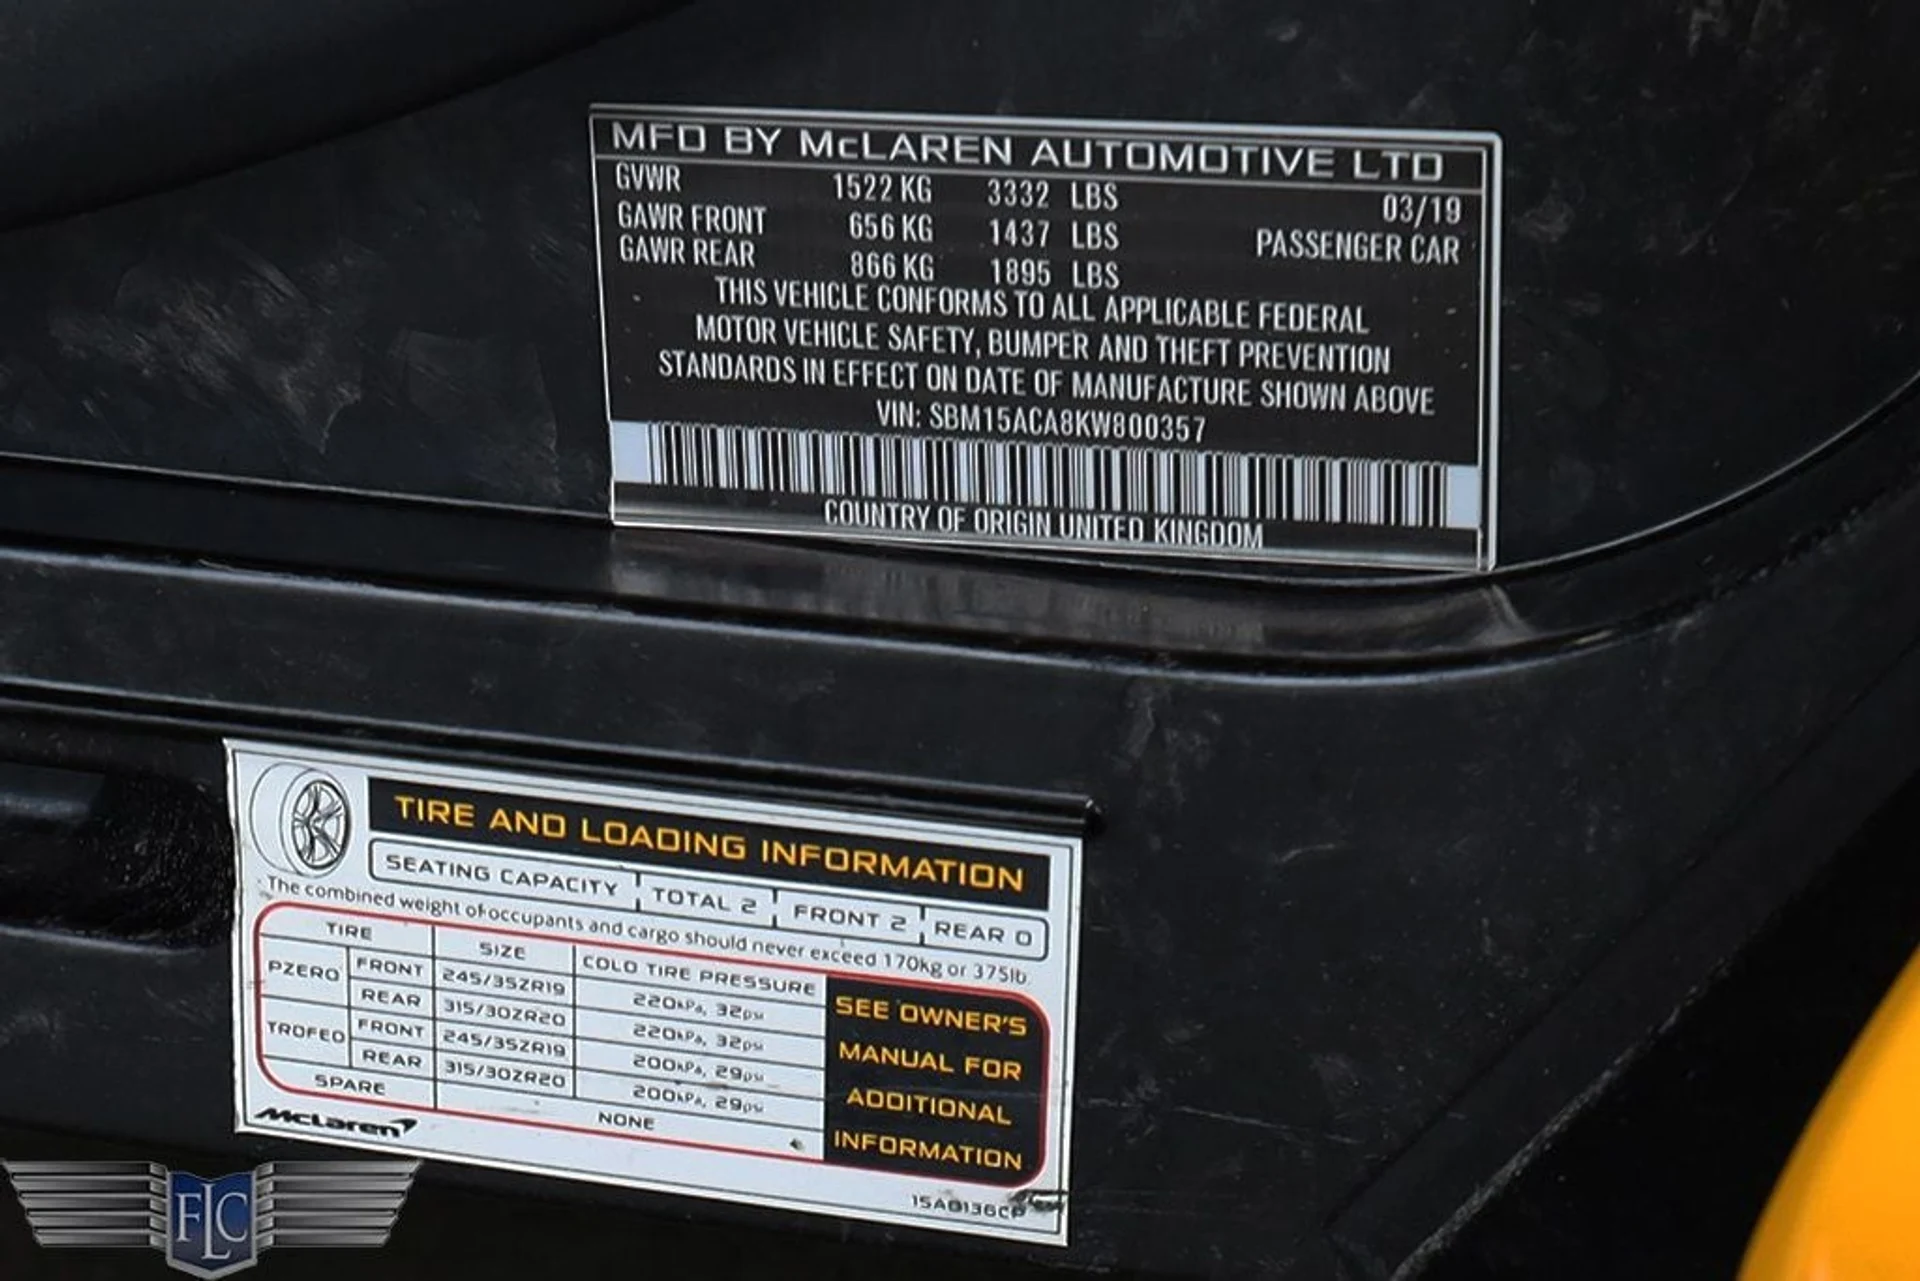 MFD BY McLAREN AUTOMOTIVE LTD
GVWR 1522 KG 3332 LBS 03/19
GAWR FRONT 656 KG 1437 LBS PASSENGER CAR
GAWR REAR 866 KG 1895 LBS
THIS VEHICLE CONFORMS TO ALL APPLICABLE FEDERAL
MOTOR VEHICLE SAFETY, BUMPER AND THEFT PREVENTION
STANDARDS IN EFFECT ON DATE OF MANUFACTURE SHOWN ABOVE
VIN: SBM15ACA8KW800357
COUNTRY OF ORIGIN UNITED KINGDOM
TIRE AND LOADING INFORMATION
SEATING CAPACITY TOTAL 2 FRONT 2 REAR 0
The combined weight of occupants and cargo should never exceed 170kg or 375lb.
TIRE SIZE COLD TIRE PRESSURE
PZERO FRONT 245/35ZR19 220kPa, 32psi
REAR 315/30ZR20 220kPa, 32psi
TROFEO FRONT 245/35ZR19 200kPa, 29psi
REAR 315/30ZR20 200kPa, 29psi
SPARE NONE
SEE OWNER'S
MANUAL FOR
ADDITIONAL
INFORMATION
McLaren
15A8136CP
FLC